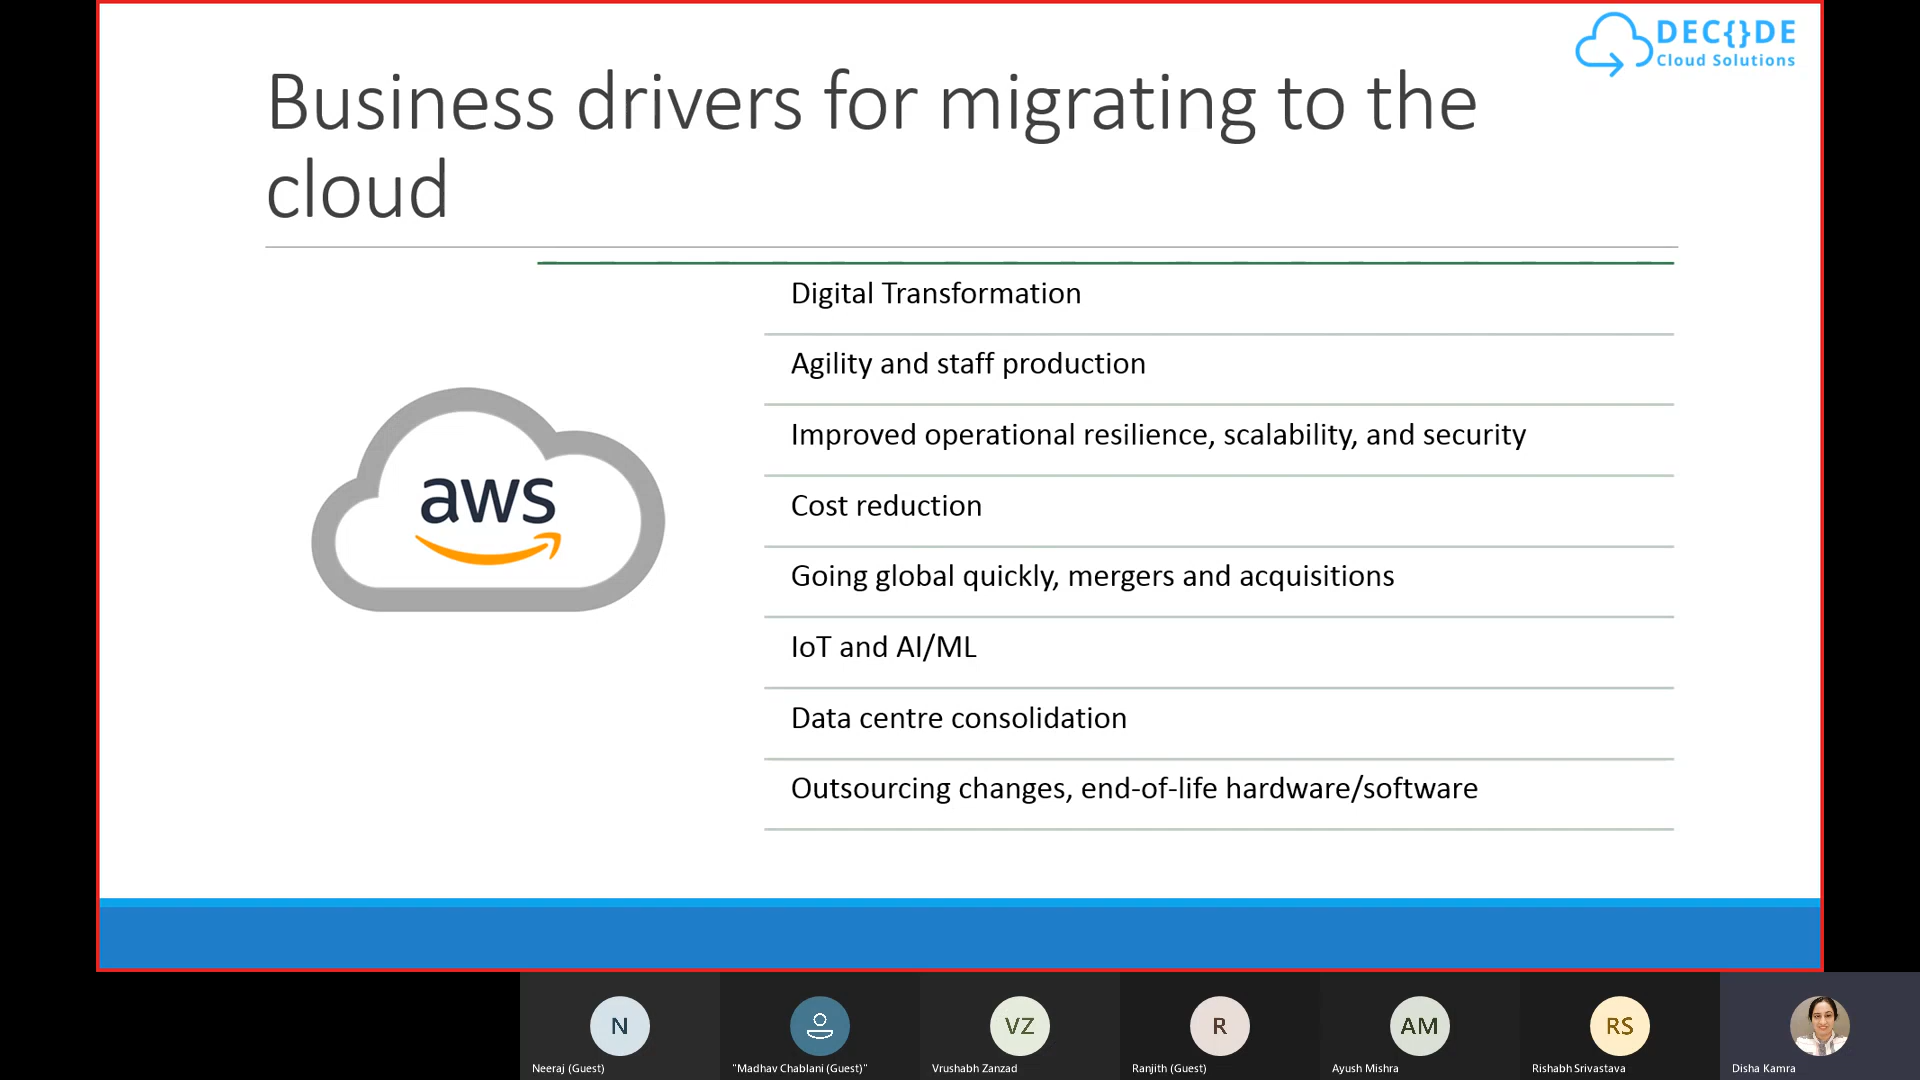 DEC{}DE
Cloud Solutions
Business drivers for migrating to the
cloud
aws
Digital Transformation
Agility and staff production
Improved operational resilience, scalability, and security
Cost reduction
Going global quickly, mergers and acquisitions
IoT and AI/ML
Data centre consolidation
Outsourcing changes, end-of-life hardware/software
N
VZ
R
AM
RS
Neeraj (Guest)
"Madhav Chablani (Guest)"
Vrushabh Zanzad
Ranjith (Guest)
Ayush Mishra
Rishabh Srivastava
Disha Kamra